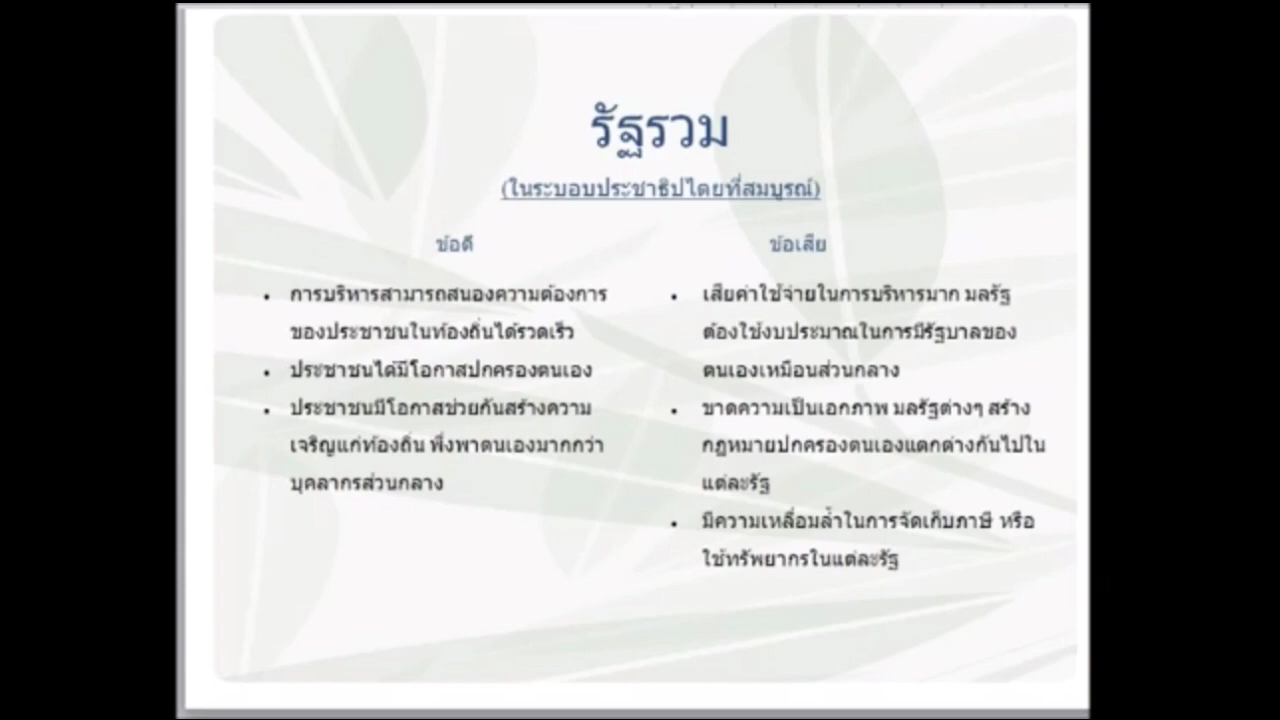 รัฐรวม
(ในระบอบประชาธิปไตยที่สมบูรณ์)
ข้อดี
• การบริหารสามารถสนองความต้องการ
ของประชาชนในท้องถิ่นได้รวดเร็ว
• ประชาชนได้มีโอกาสปกครองตนเอง
• ประชาชนมีโอกาสช่วยกันสร้างความ
เจริญแก่ท้องถิ่น พึ่งพาตนเองมากกว่า
บุคลากรส่วนกลาง
ข้อเสีย
• เสียค่าใช้จ่ายในการบริหารมาก มลรัฐ
ต้องใช้งบประมาณในการมีรัฐบาลของ
ตนเองเหมือนส่วนกลาง
• ขาดความเป็นเอกภาพ มลรัฐต่างๆ สร้าง
กฎหมายปกครองตนเองแตกต่างกันไปใน
แต่ละรัฐ
• มีความเหลื่อมล้ำในการจัดเก็บภาษี หรือ
ใช้ทรัพยากรในแต่ละรัฐ